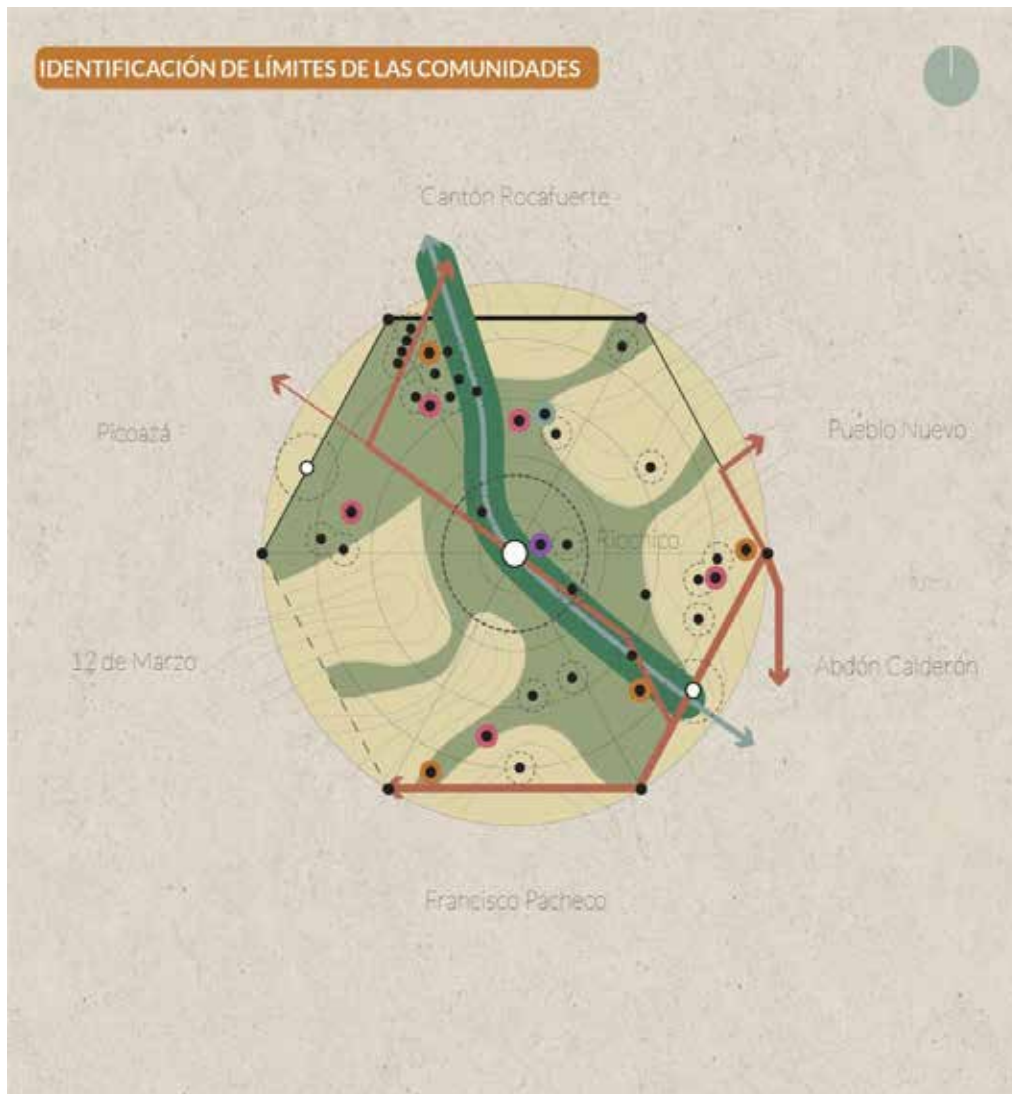 IDENTIFICACIÓN DE LÍMITES DE LAS COMUNIDADES
Cantón Rocafuerte
Picoazá
Pueblo Nuevo
Riochico
12 de Marzo
Abdón Calderón
Francisco Pacheco